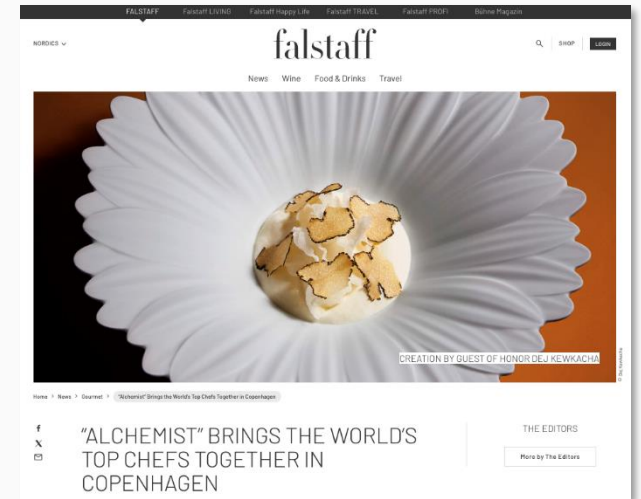 FALSTAFF Falstaff LIVING Falstaff Happy Life Falstaff TRAVEL Falstaff PROFI Bühne Magazin
NORDICS
falstaff
SHOP LOGIN
News Wine Food & Drinks Travel
CREATION BY GUEST OF HONOR DEJ KEWKACHA
© Dej Kewkacha
Home > News > Gourmet > "Alchemist" Brings the World's Top Chefs Together in Copenhagen
"ALCHEMIST" BRINGS THE WORLD'S
TOP CHEFS TOGETHER IN
COPENHAGEN
THE EDITORS
More by The Editors